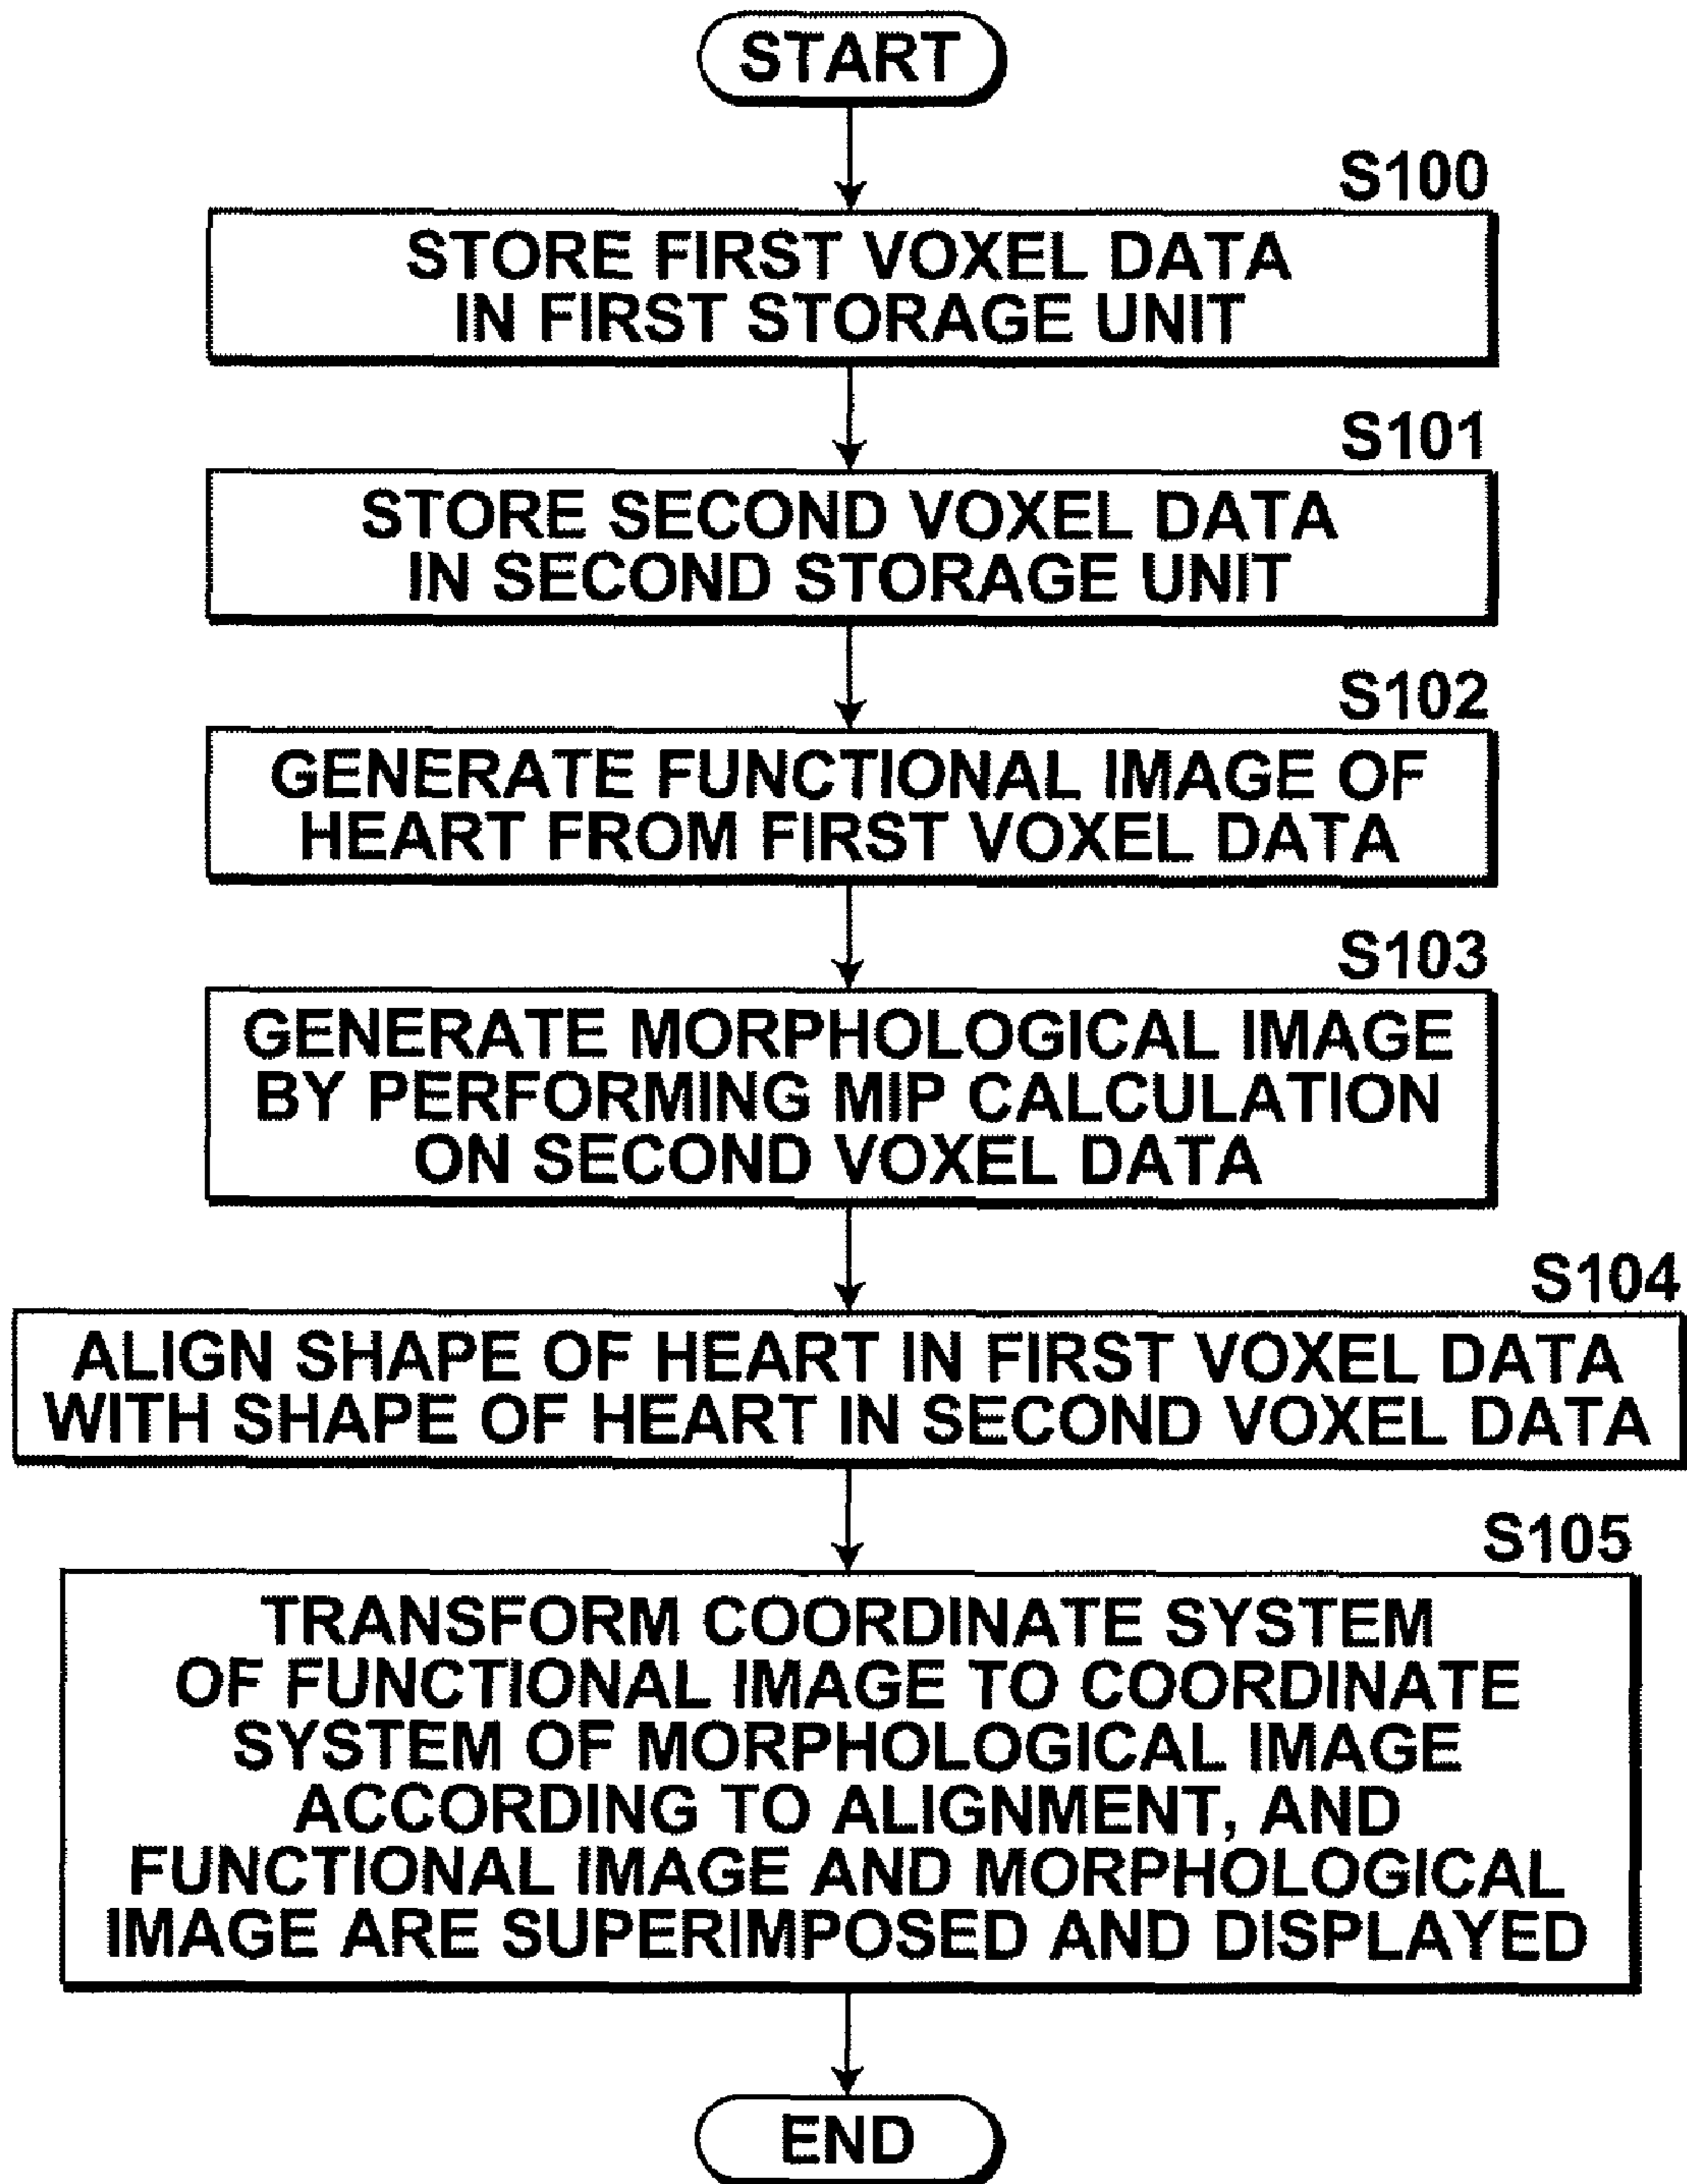 START
S100
STORE FIRST VOXEL DATA
IN FIRST STORAGE UNIT
S101
STORE SECOND VOXEL DATA
IN SECOND STORAGE UNIT
S102
GENERATE FUNCTIONAL IMAGE OF
HEART FROM FIRST VOXEL DATA
S103
GENERATE MORPHOLOGICAL IMAGE
BY PERFORMING MIP CALCULATION
ON SECOND VOXEL DATA
S104
ALIGN SHAPE OF HEART IN FIRST VOXEL DATA
WITH SHAPE OF HEART IN SECOND VOXEL DATA
S105
TRANSFORM COORDINATE SYSTEM
OF FUNCTIONAL IMAGE TO COORDINATE
SYSTEM OF MORPHOLOGICAL IMAGE
ACCORDING TO ALIGNMENT, AND
FUNCTIONAL IMAGE AND MORPHOLOGICAL
IMAGE ARE SUPERIMPOSED AND DISPLAYED
END